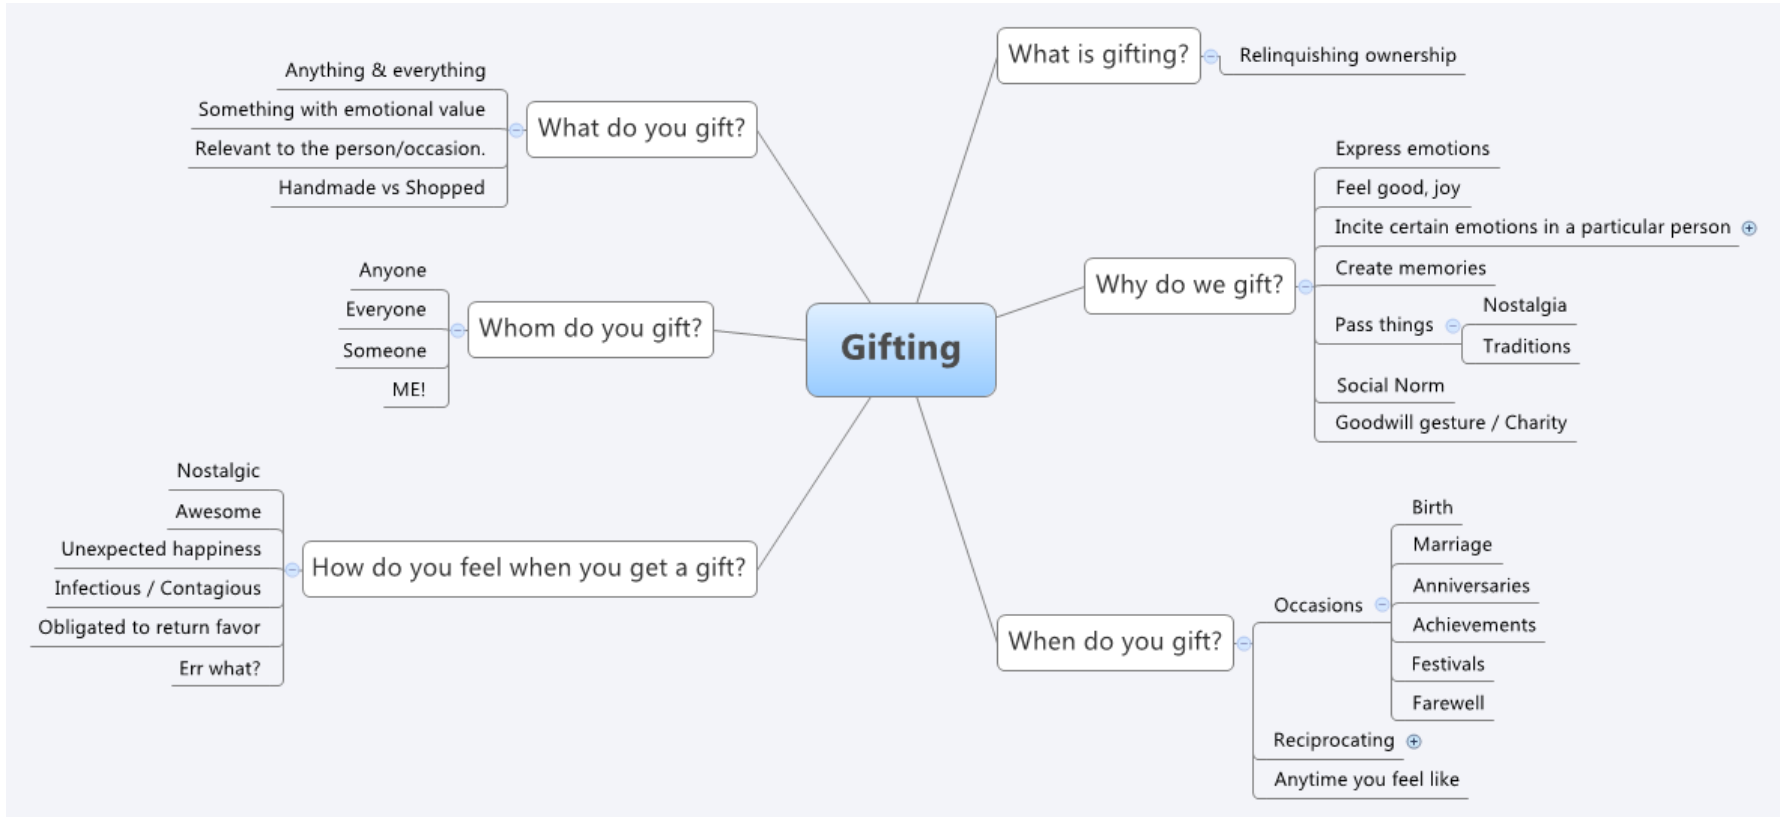 Gifting
What is gifting?
Relinquishing ownership
Why do we gift?
Express emotions
Feel good, joy
Incite certain emotions in a particular person
Create memories
Pass things
Nostalgia
Traditions
Social Norm
Goodwill gesture / Charity
When do you gift?
Occasions
Birth
Marriage
Anniversaries
Achievements
Festivals
Farewell
Reciprocating
Anytime you feel like
What do you gift?
Anything & everything
Something with emotional value
Relevant to the person/occasion.
Handmade vs Shopped
Whom do you gift?
Anyone
Everyone
Someone
ME!
How do you feel when you get a gift?
Nostalgic
Awesome
Unexpected happiness
Infectious / Contagious
Obligated to return favor
Err what?